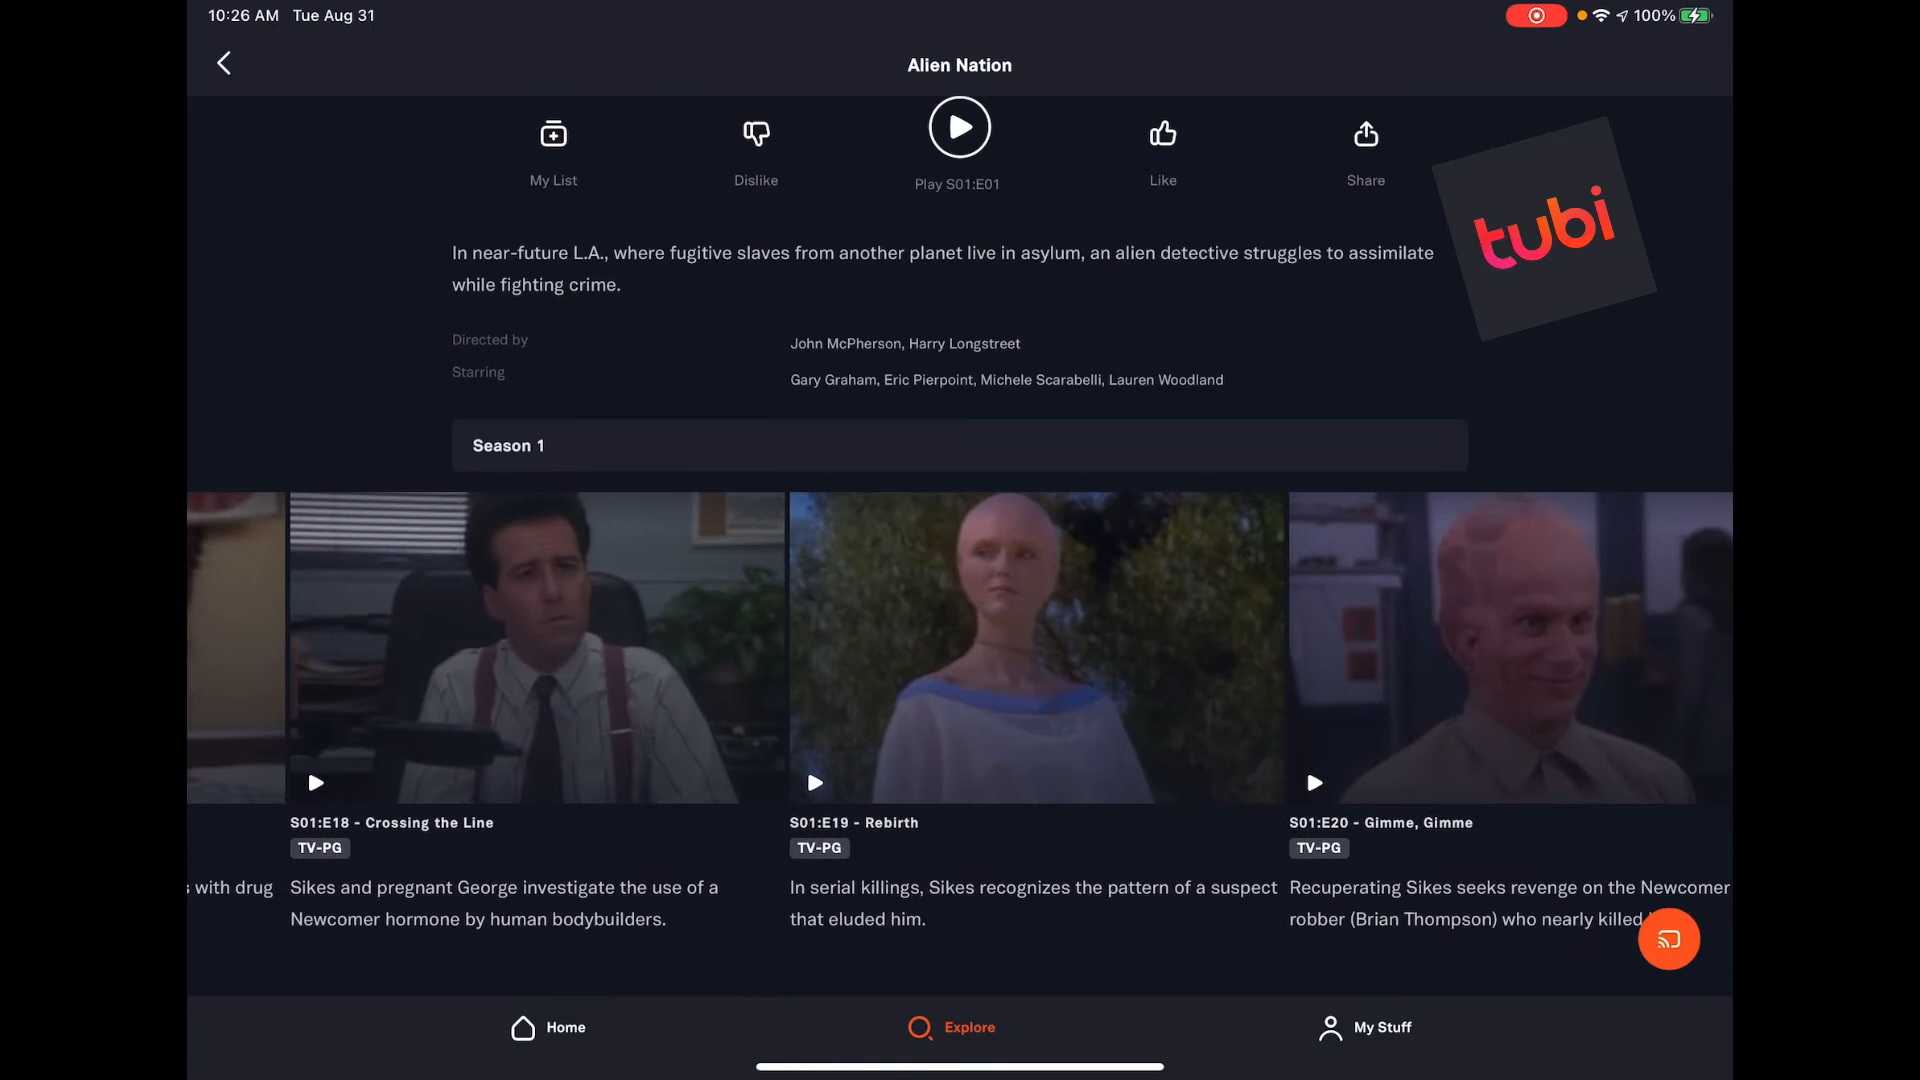 10:26 AM Tue Aug 31
100%
Alien Nation
My List
Dislike
Play S01:E01
Like
Share
tubi
In near-future L.A., where fugitive slaves from another planet live in asylum, an alien detective struggles to assimilate
while fighting crime.
Directed by
John McPherson, Harry Longstreet
Starring
Gary Graham, Eric Pierpoint, Michele Scarabelli, Lauren Woodland
Season 1
with drug
S01:E18 - Crossing the Line
TV-PG
Sikes and pregnant George investigate the use of a
Newcomer hormone by human bodybuilders.
S01:E19 - Rebirth
TV-PG
In serial killings, Sikes recognizes the pattern of a suspect
that eluded him.
S01:E20 - Gimme, Gimme
TV-PG
Recuperating Sikes seeks revenge on the Newcomer
robber (Brian Thompson) who nearly killed
Home
Explore
My Stuff